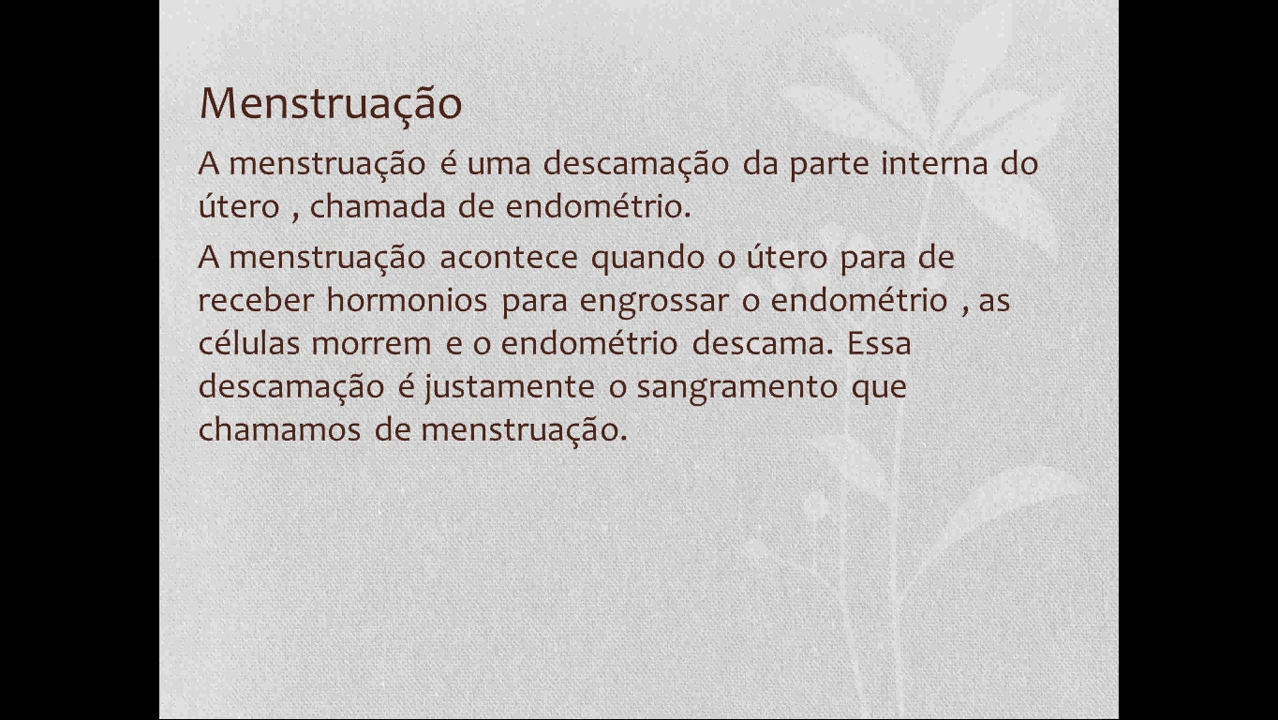 Menstruação
A menstruação é uma descamação da parte interna do
útero , chamada de endométrio.
A menstruação acontece quando o útero para de
receber hormonios para engrossar o endométrio , as
células morrem e o endométrio descama. Essa
descamação é justamente o sangramento que
chamamos de menstruação.